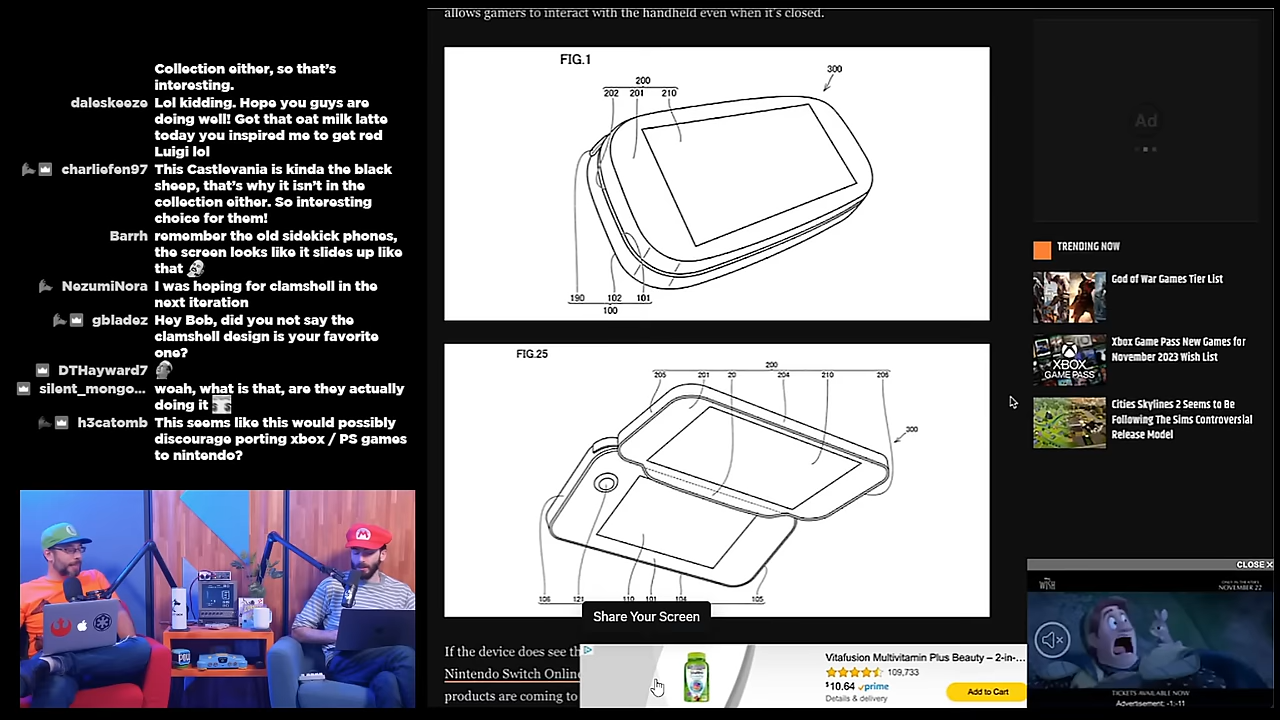 Collection either, so that's
interesting.
daleskeeze Lol kidding. Hope you guys are
doing well! Got that oat milk latte
today you inspired me to get red
Luigi lol
charliefen97 This Castlevania is kinda the black
sheep, that's why it isn't in the
collection either. So interesting
choice for them!
Barrh remember the old sidekick phones,
the screen looks like it slides up like
that
NezumiNora I was hoping for clamshell in the
next iteration
gbladez Hey Bob, did you not say the
clamshell design is your favorite
one?
DTHayward7
silent_mongo... woah, what is that, are they actually
doing it
h3catomb This seems like this would possibly
discourage porting xbox / PS games
to nintendo?
allows gamers to interact with the handheld even when it's closed.
FIG.1
300
200
202 201 210
190 102 101
100
FIG.25
200
205 201 20 204 210 206
300
106 121 110 101 104 105
Share Your Screen
If the device does see th
Nintendo Switch Online
products are coming to
Vitafusion Multivitamin Plus Beauty – 2-in-...
109,733
$10.64 prime
Details & delivery
Add to Cart
Ad
TRENDING NOW
God of War Games Tier List
XBOX
GAME PASS
Xbox Game Pass New Games for
November 2023 Wish List
Cities Skylines 2 Seems to Be
Following The Sims Controversial
Release Model
CLOSE X
WISH
NOVEMBER 22
TICKETS AVAILABLE NOW
Advertisement: -1:-11